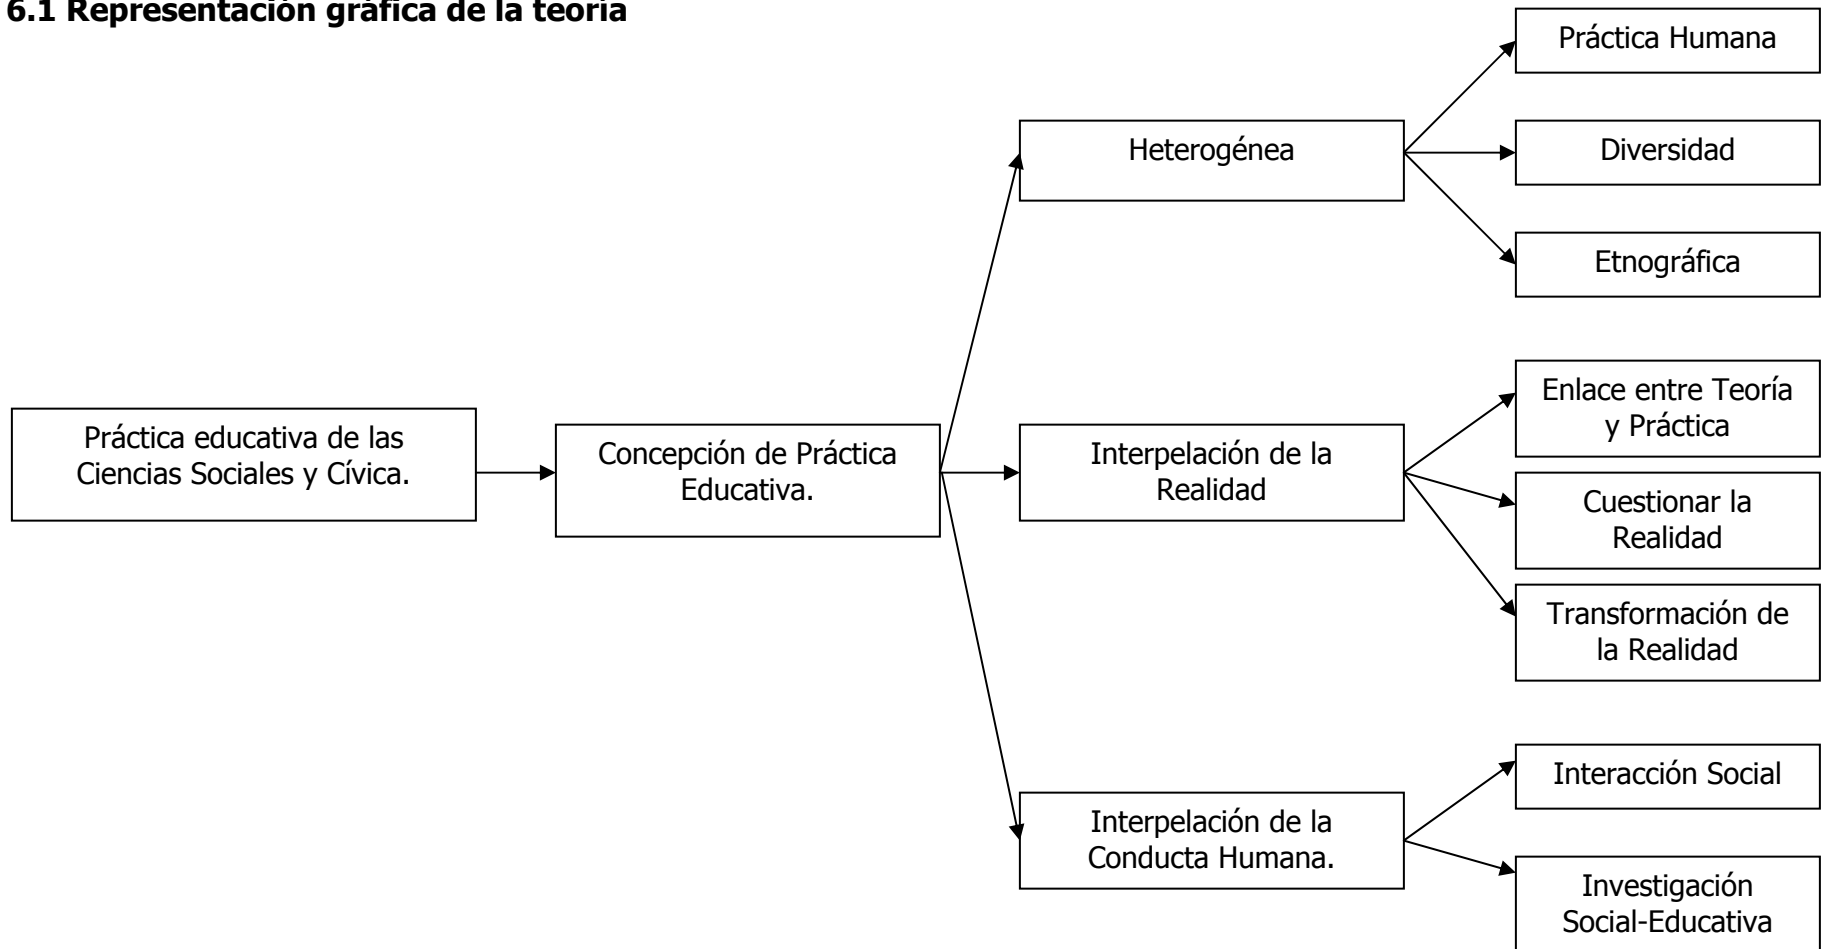 6.1 Representación gráfica de la teoría
Práctica Humana
Heterogénea
Diversidad
Etnográfica
Práctica educativa de las
Ciencias Sociales y Cívica.
Concepción de Práctica
Educativa.
Interpelación de la
Realidad
Enlace entre Teoría
y Práctica
Cuestionar la
Realidad
Transformación de
la Realidad
Interpelación de la
Conducta Humana.
Interacción Social
Investigación
Social-Educativa